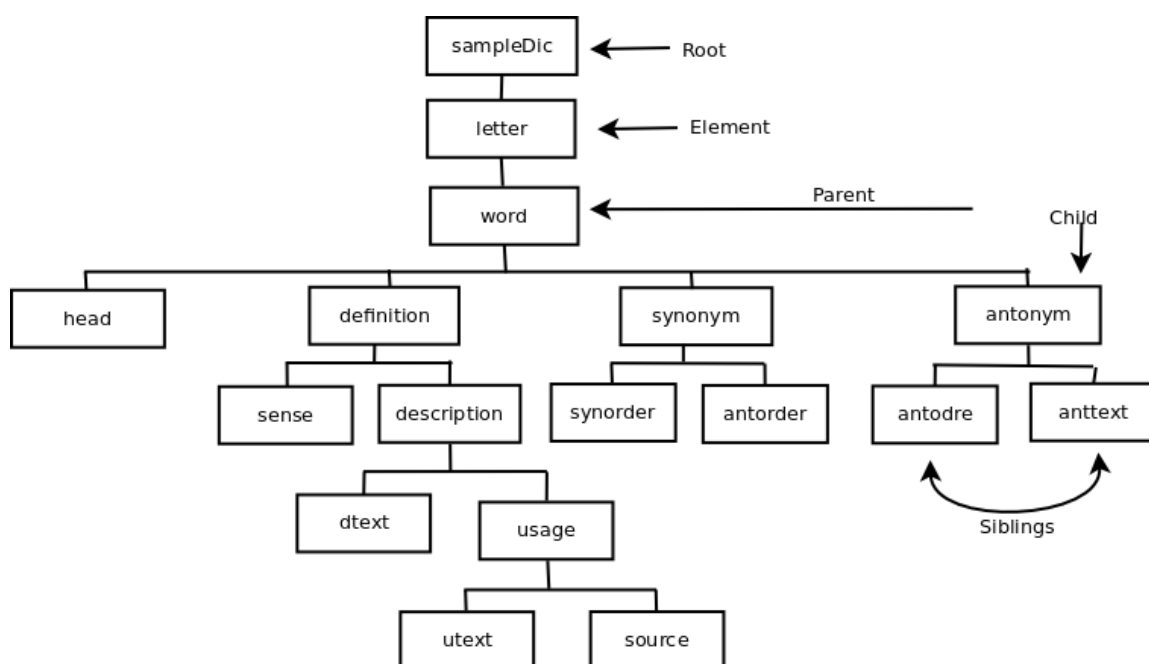 sampleDic
Root
letter
Element
word
Parent
Child
head
definition
synonym
antonym
sense
description
synorder
antorder
antodre
anttext
dtext
usage
Siblings
utext
source